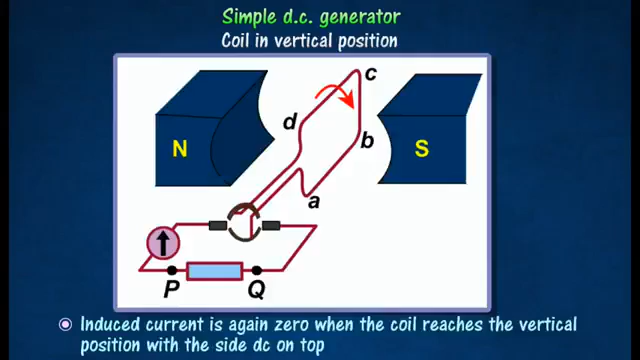 Simple d.c. generator
Coil in vertical position
c
d
b
N
S
a
P
Q
Induced current is again zero when the coil reaches the vertical
position with the side dc on top